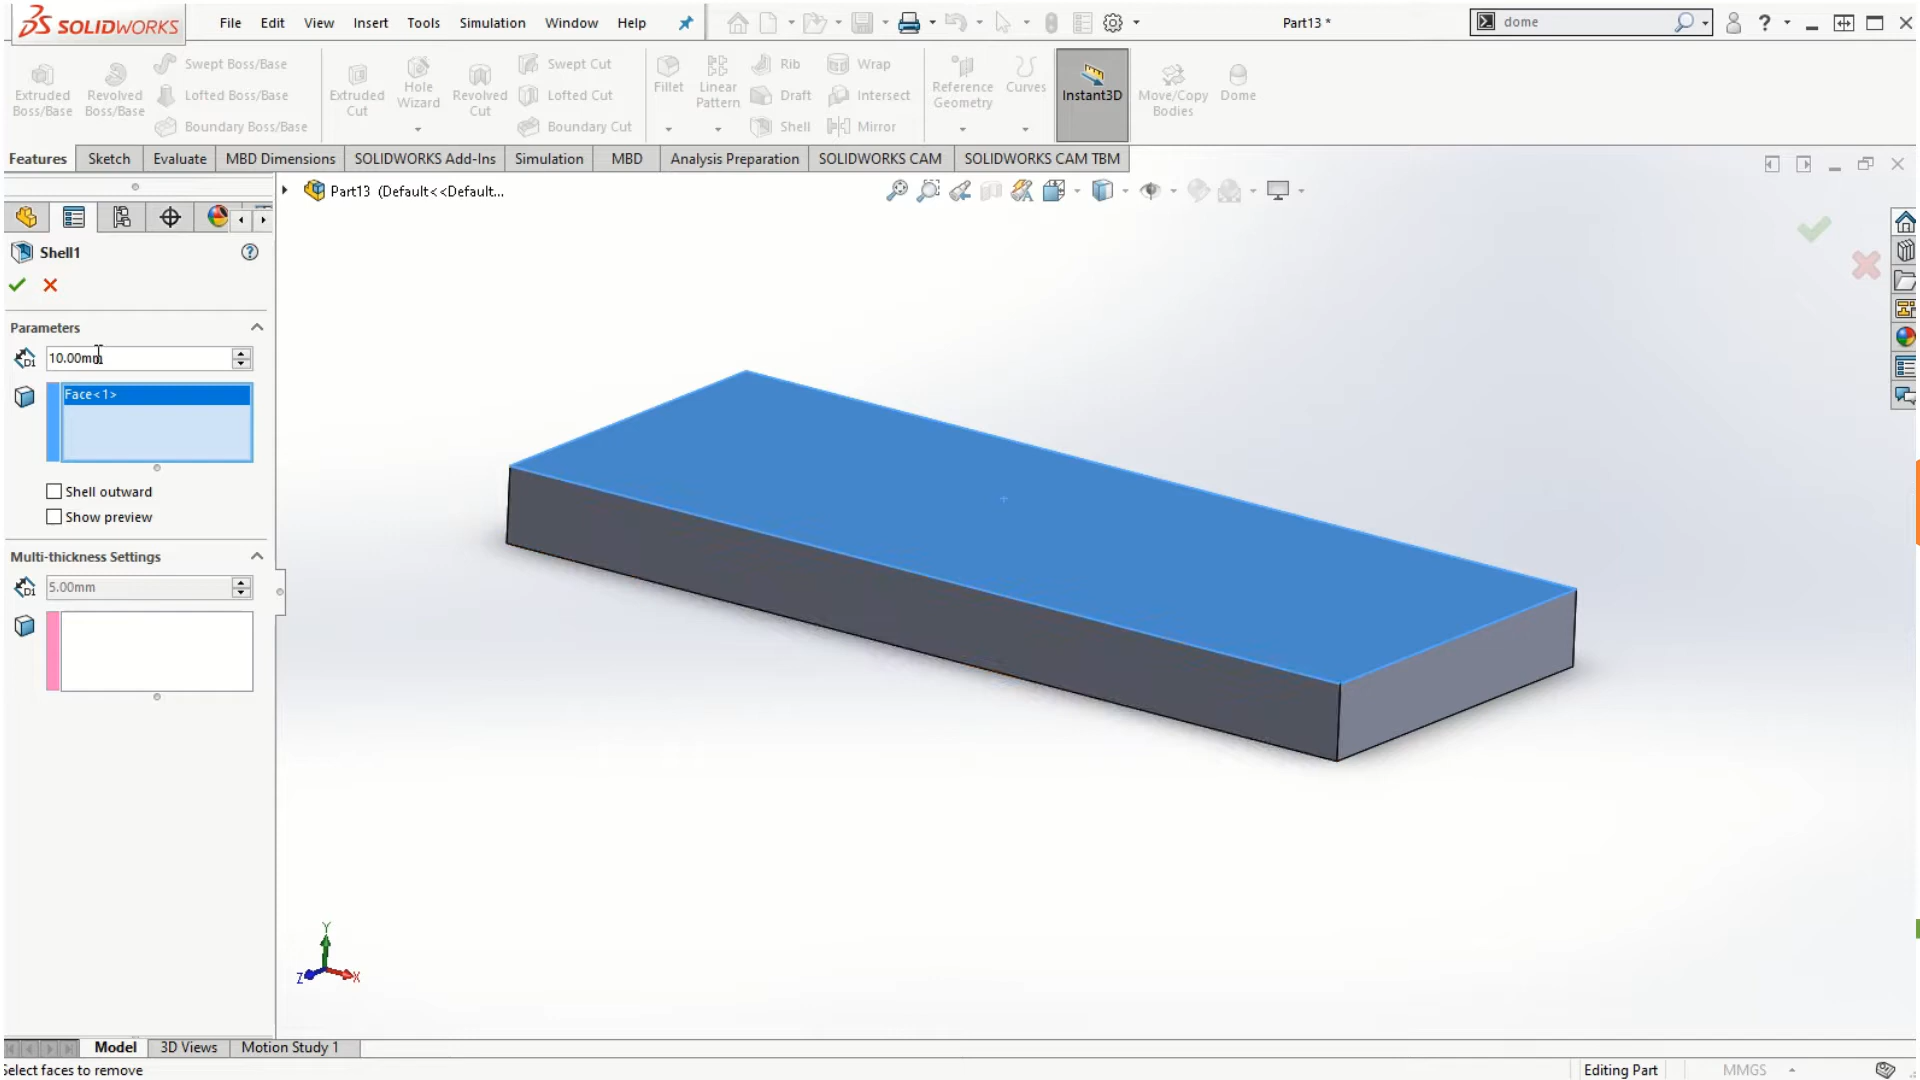 SOLIDWORKS
File Edit View Insert Tools Simulation Window Help
Part13 *
dome
Extruded Boss/Base
Revolved Boss/Base
Swept Boss/Base
Lofted Boss/Base
Boundary Boss/Base
Extruded Cut
Hole Wizard
Revolved Cut
Swept Cut
Lofted Cut
Boundary Cut
Fillet
Linear Pattern
Rib
Draft
Shell
Wrap
Intersect
Mirror
Reference Geometry
Curves
Instant3D
Move/Copy Bodies
Dome
Features Sketch Evaluate MBD Dimensions SOLIDWORKS Add-Ins Simulation MBD Analysis Preparation SOLIDWORKS CAM SOLIDWORKS CAM TBM
Part13 (Default<<Default...
Shell1
Parameters
D1
10.00mm
Face<1>
Shell outward
Show preview
Multi-thickness Settings
D1
5.00mm
Y
Z X
Model 3D Views Motion Study 1
Select faces to remove
Editing Part MMGS